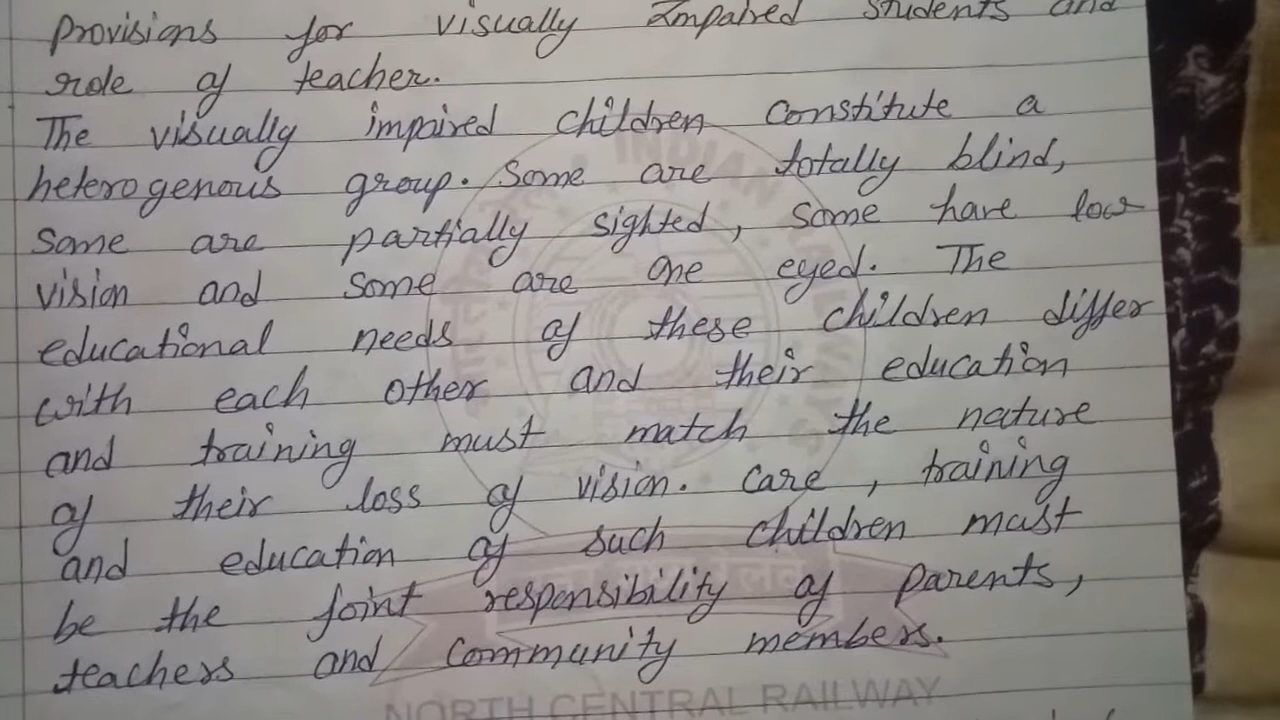 Provisions for visually Impaired students and
role of teacher.
The visually impaired children constitute a
heterogenous group. Some are totally blind,
some are partially sighted, some have low
vision and some are one eyed. The
educational needs of these children differ
with each other and their education
and training must match the nature
of their loss of vision. Care, training
and education of such children must
be the joint responsibility of parents,
teachers and community members.
INDIAN RAILWAYS
NORTH CENTRAL RAILWAY